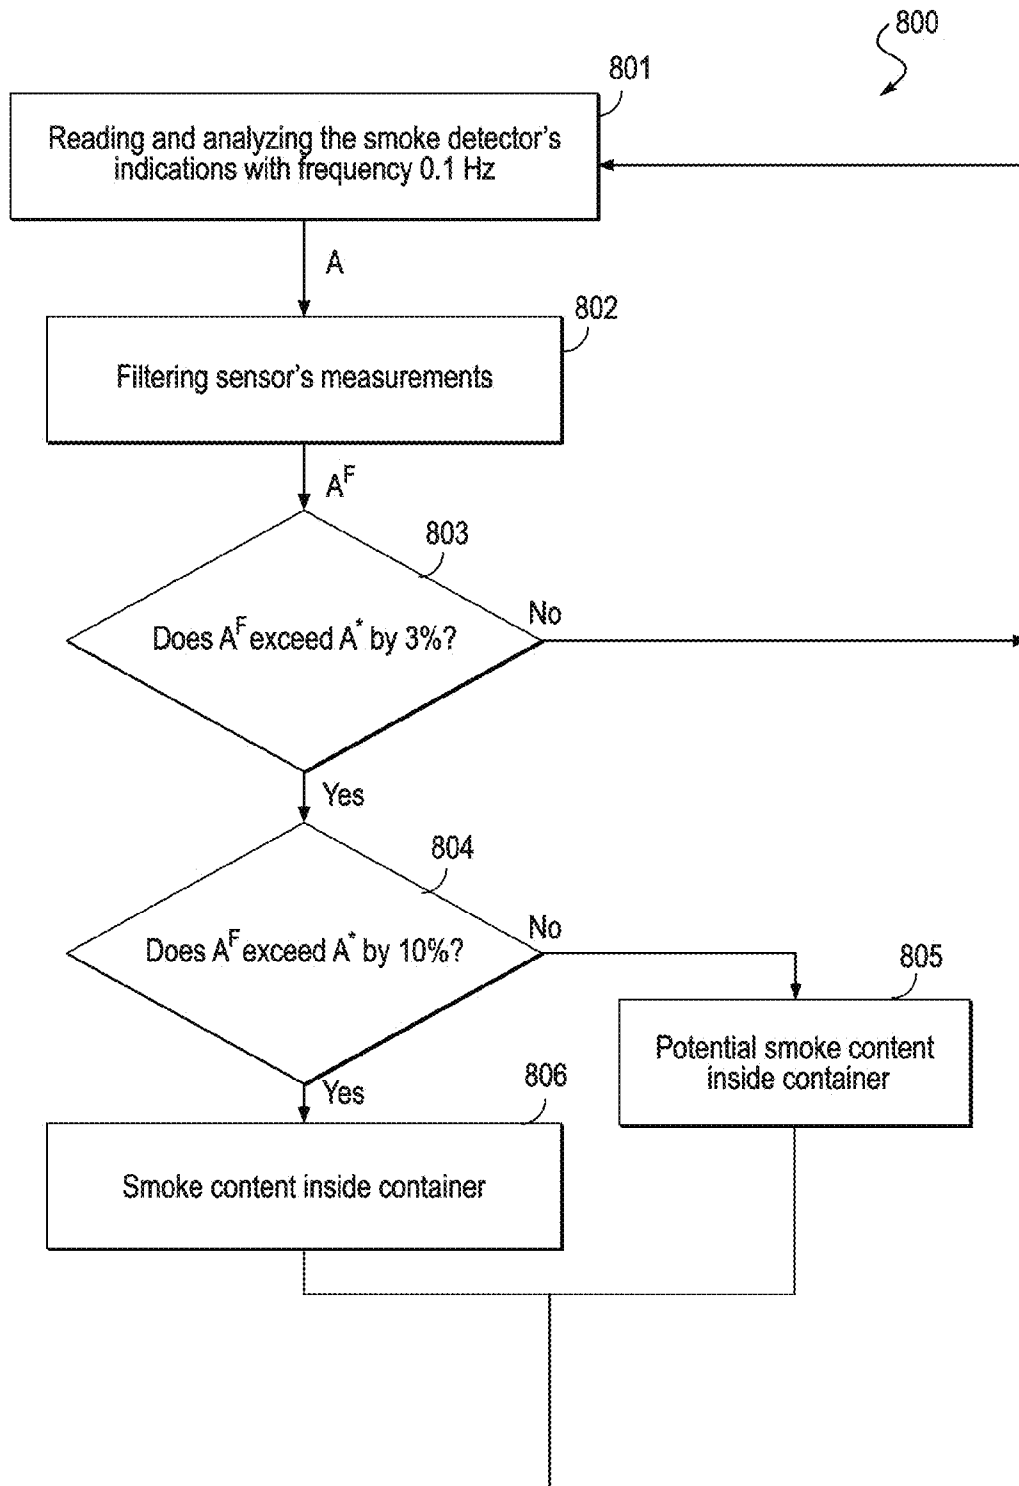 800
801
Reading and analyzing the smoke detector's
indications with frequency 0.1 Hz
A
802
Filtering sensor's measurements
A^F
803
Does A^F exceed A* by 3%?
No
Yes
804
Does A^F exceed A* by 10%?
No
805
Potential smoke content
inside container
Yes
806
Smoke content inside container